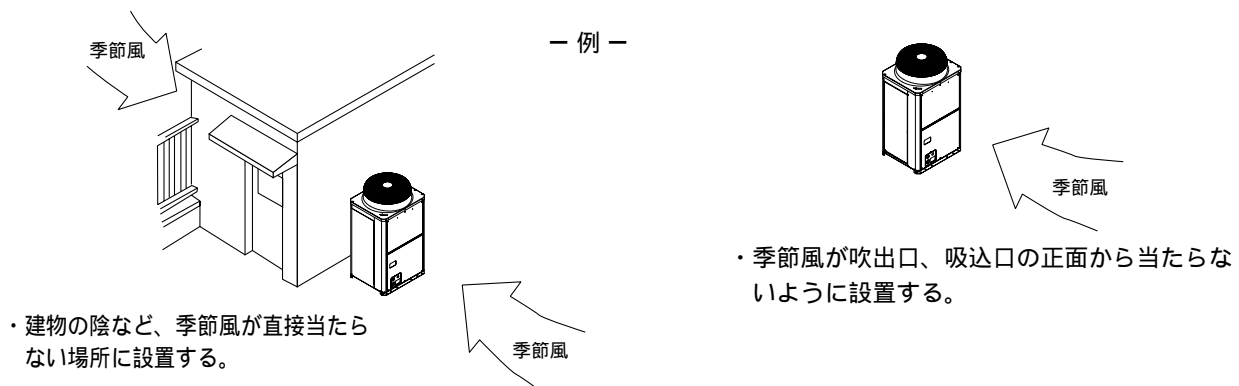 季節風
ー 例 ー
・建物の陰など、季節風が直接当たら
ない場所に設置する。
季節風
季節風
・季節風が吹出口、吸込口の正面から当たらな
いように設置する。